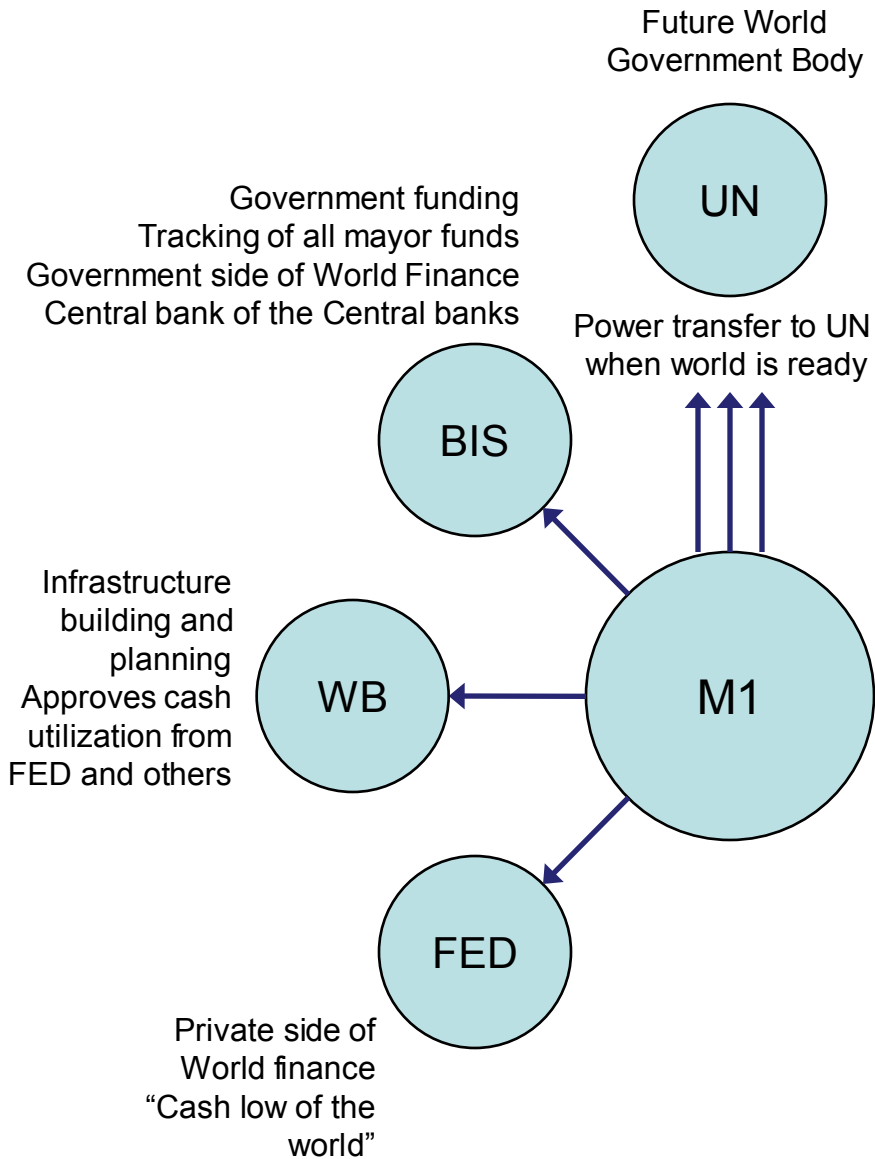 Future World
Government Body
UN
Government funding
Tracking of all mayor funds
Government side of World Finance
Central bank of the Central banks
Power transfer to UN
when world is ready
BIS
Infrastructure
building and
planning
Approves cash
utilization from
FED and others
WB
M1
FED
Private side of
World finance
“Cash low of the
world”